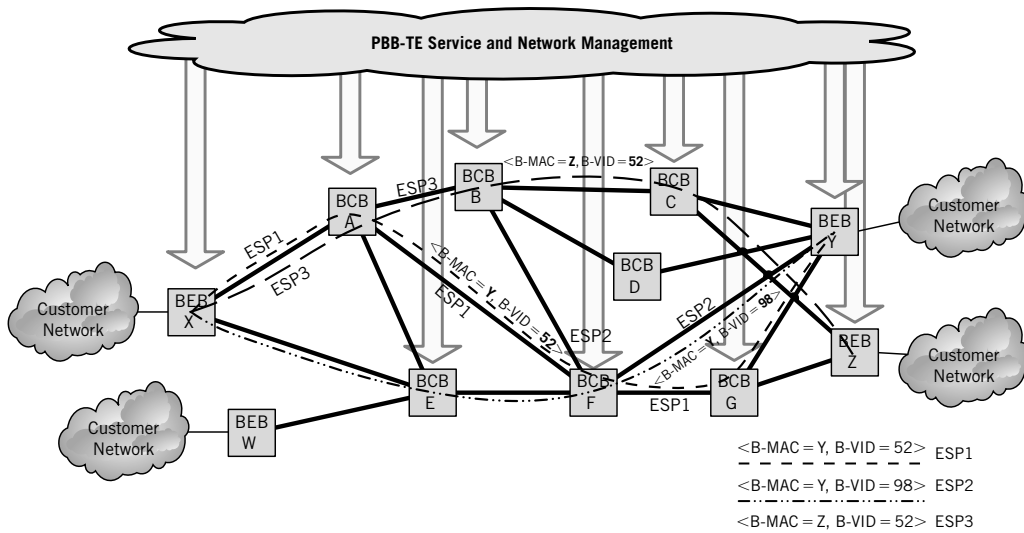 PBB-TE Service and Network Management
<B-MAC = Z, B-VID = 52>
BCB
B
BCB
C
ESP3
BCB
A
BEB
Y
Customer
Network
ESP1
ESP3
<B-MAC = Y, B-VID = 52>
ESP1
BCB
D
BEB
X
Customer
Network
ESP2
ESP2
<B-MAC = Y, B-VID = 98>
BEB
Z
Customer
Network
BCB
E
BCB
F
BCB
G
ESP1
BEB
W
Customer
Network
<B-MAC = Y, B-VID = 52> ESP1
<B-MAC = Y, B-VID = 98> ESP2
<B-MAC = Z, B-VID = 52> ESP3